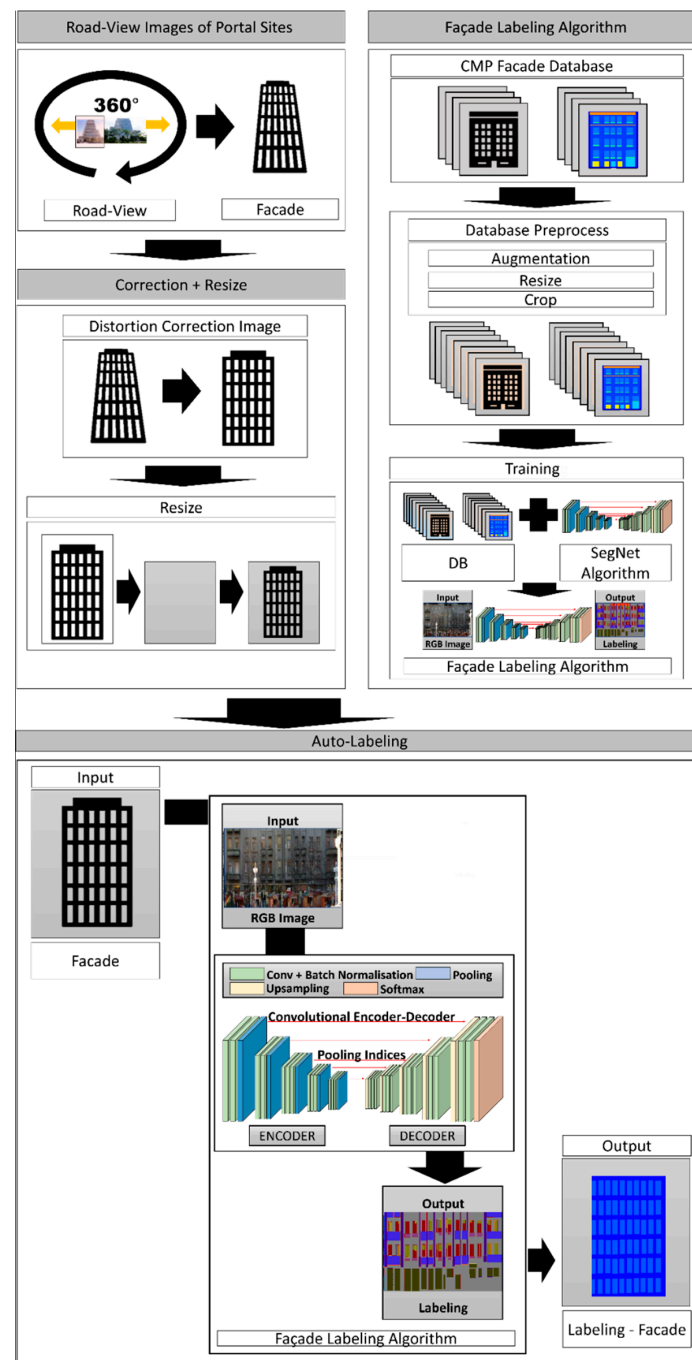 Road-View Images of Portal Sites
360°
Road-View
Facade
Correction + Resize
Distortion Correction Image
Resize
Façade Labeling Algorithm
CMP Facade Database
Database Preprocess
Augmentation
Resize
Crop
Training
DB
SegNet
Algorithm
Input
RGB Image
Output
Labeling
Façade Labeling Algorithm
Auto-Labeling
Input
Facade
Input
RGB Image
Conv + Batch Normalisation
Pooling
Upsampling
Softmax
Convolutional Encoder-Decoder
Pooling Indices
ENCODER
DECODER
Output
Labeling
Façade Labeling Algorithm
Output
Labeling - Facade